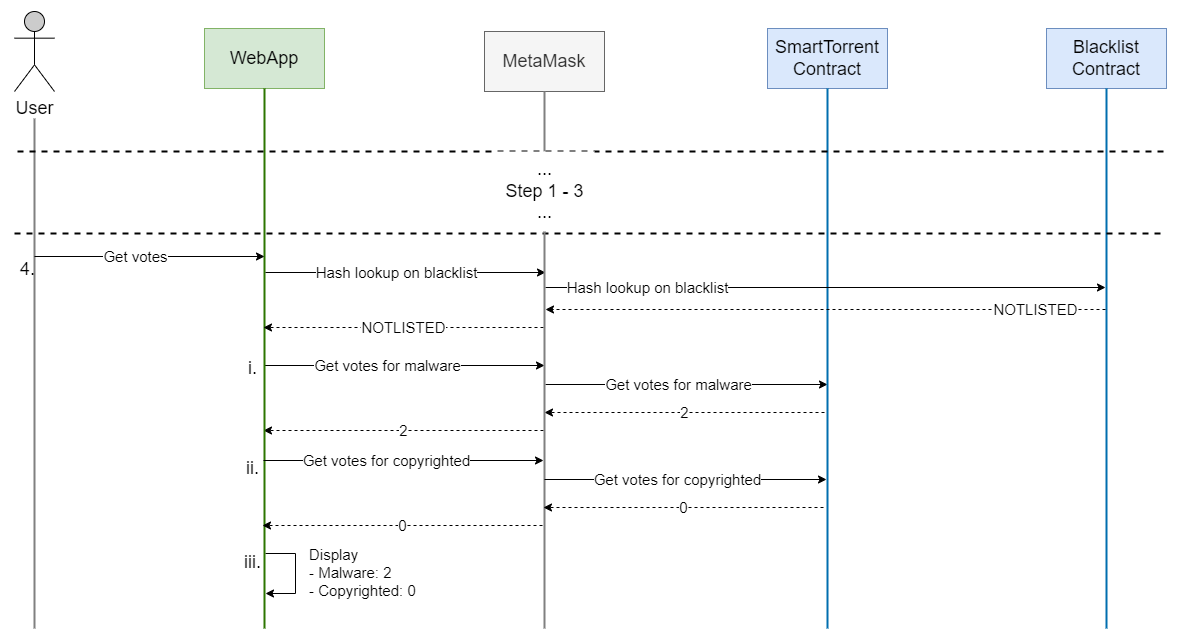 User
WebApp
MetaMask
SmartTorrent
Contract
Blacklist
Contract
...
Step 1 - 3
...
4.
Get votes
Hash lookup on blacklist
Hash lookup on blacklist
NOTLISTED
NOTLISTED
i.
Get votes for malware
Get votes for malware
2
2
ii.
Get votes for copyrighted
Get votes for copyrighted
0
0
iii.
Display
- Malware: 2
- Copyrighted: 0